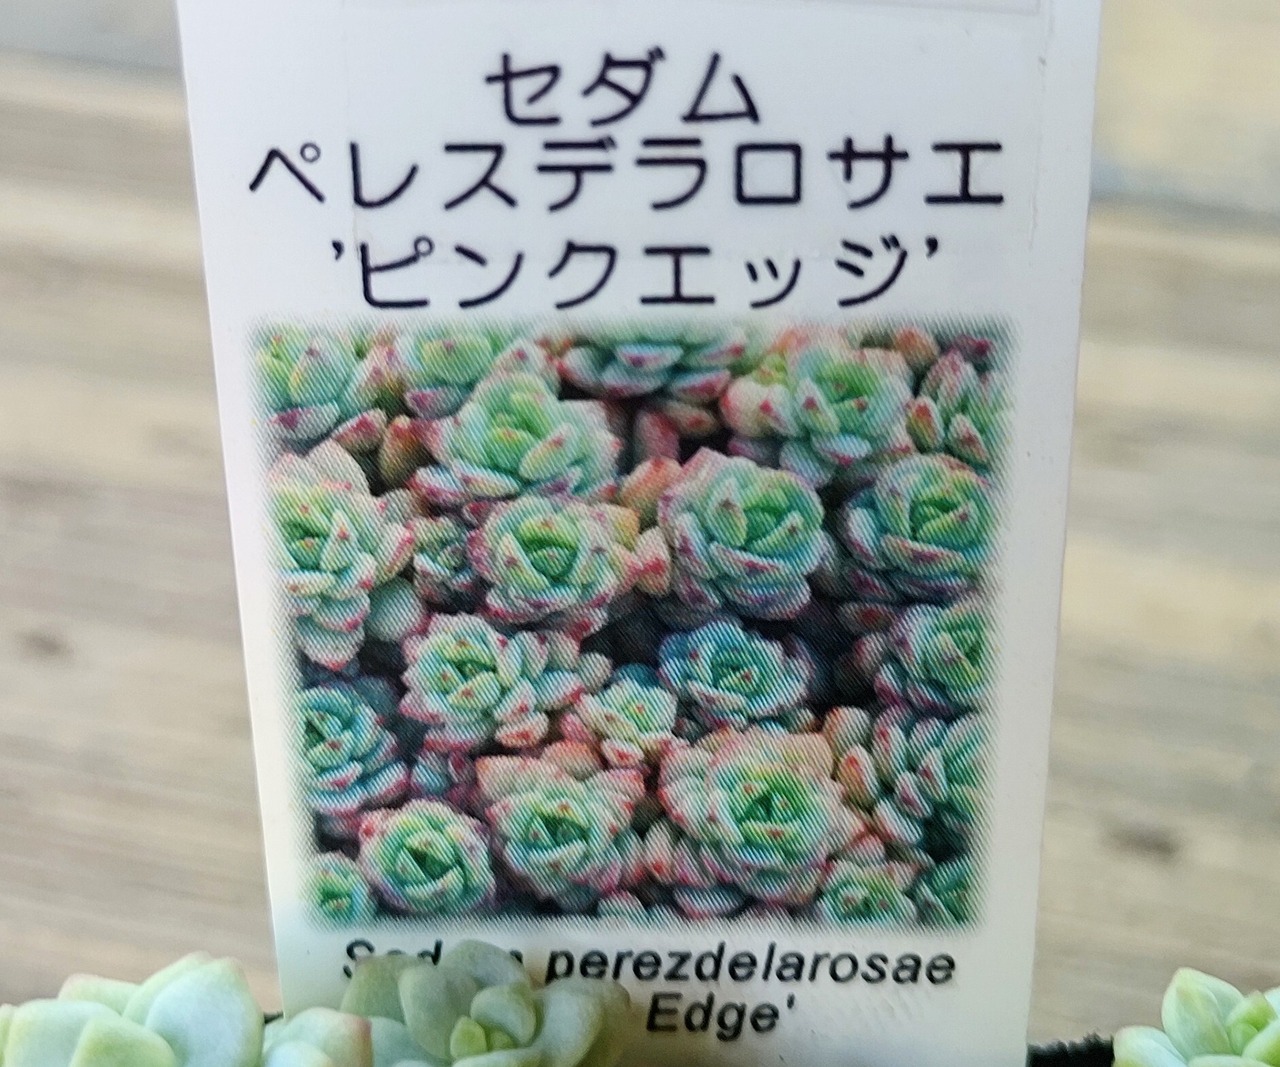 セダム
ペレスデラロサエ
'ピンクエッジ'
perezdelarosae
Edge'